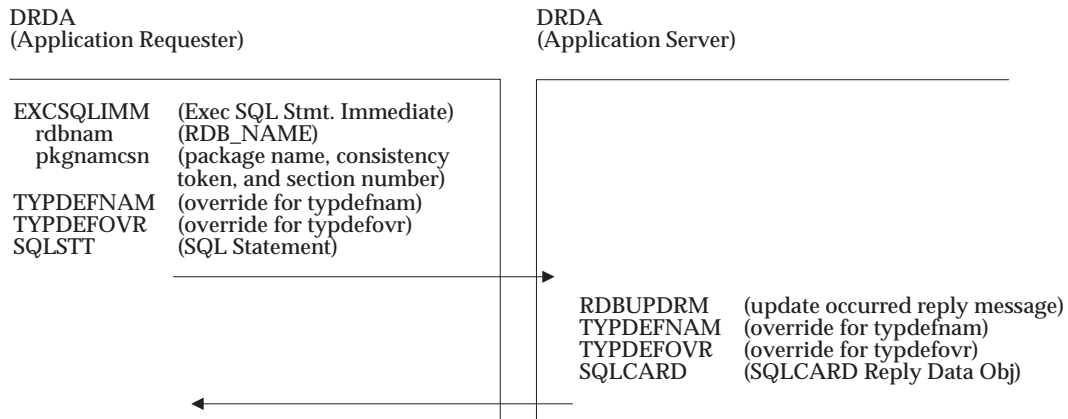 DRDA
(Application Requester)
DRDA
(Application Server)
EXCSQLIMM (Exec SQL Stmt. Immediate)
rdbnam (RDB_NAME)
pkgnamcsn (package name, consistency
token, and section number)
TYPDEFNAM (override for typdefnam)
TYPDEFOVR (override for typdefovr)
SQLSTT (SQL Statement)
RDBUPDRM (update occurred reply message)
TYPDEFNAM (override for typdefnam)
TYPDEFOVR (override for typdefovr)
SQLCARD (SQLCARD Reply Data Obj)